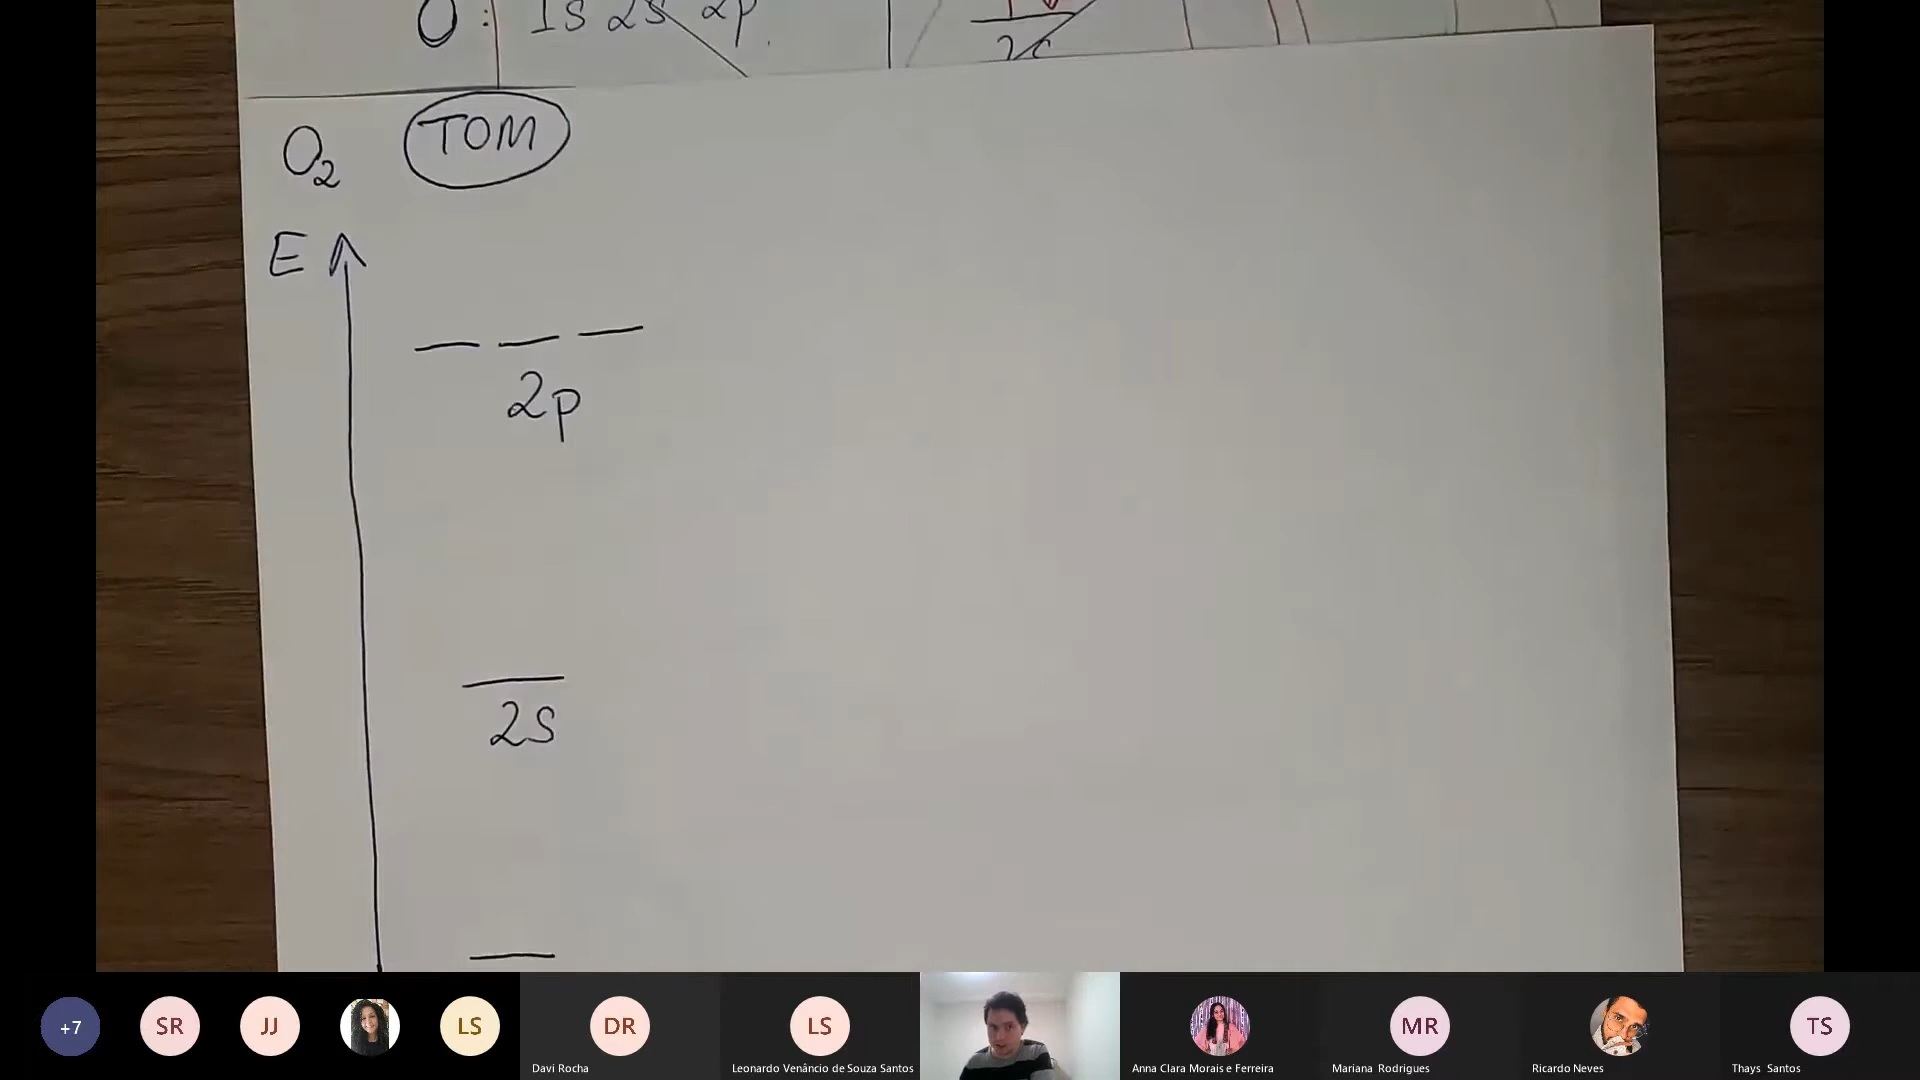 O: 1s 2s 2p
O₂ TOM
E
2p
2s
+7 SR JJ LS DR LS MR TS
Davi Rocha Leonardo Venâncio de Souza Santos Anna Clara Morais e Ferreira Mariana Rodrigues Ricardo Neves Thays Santos